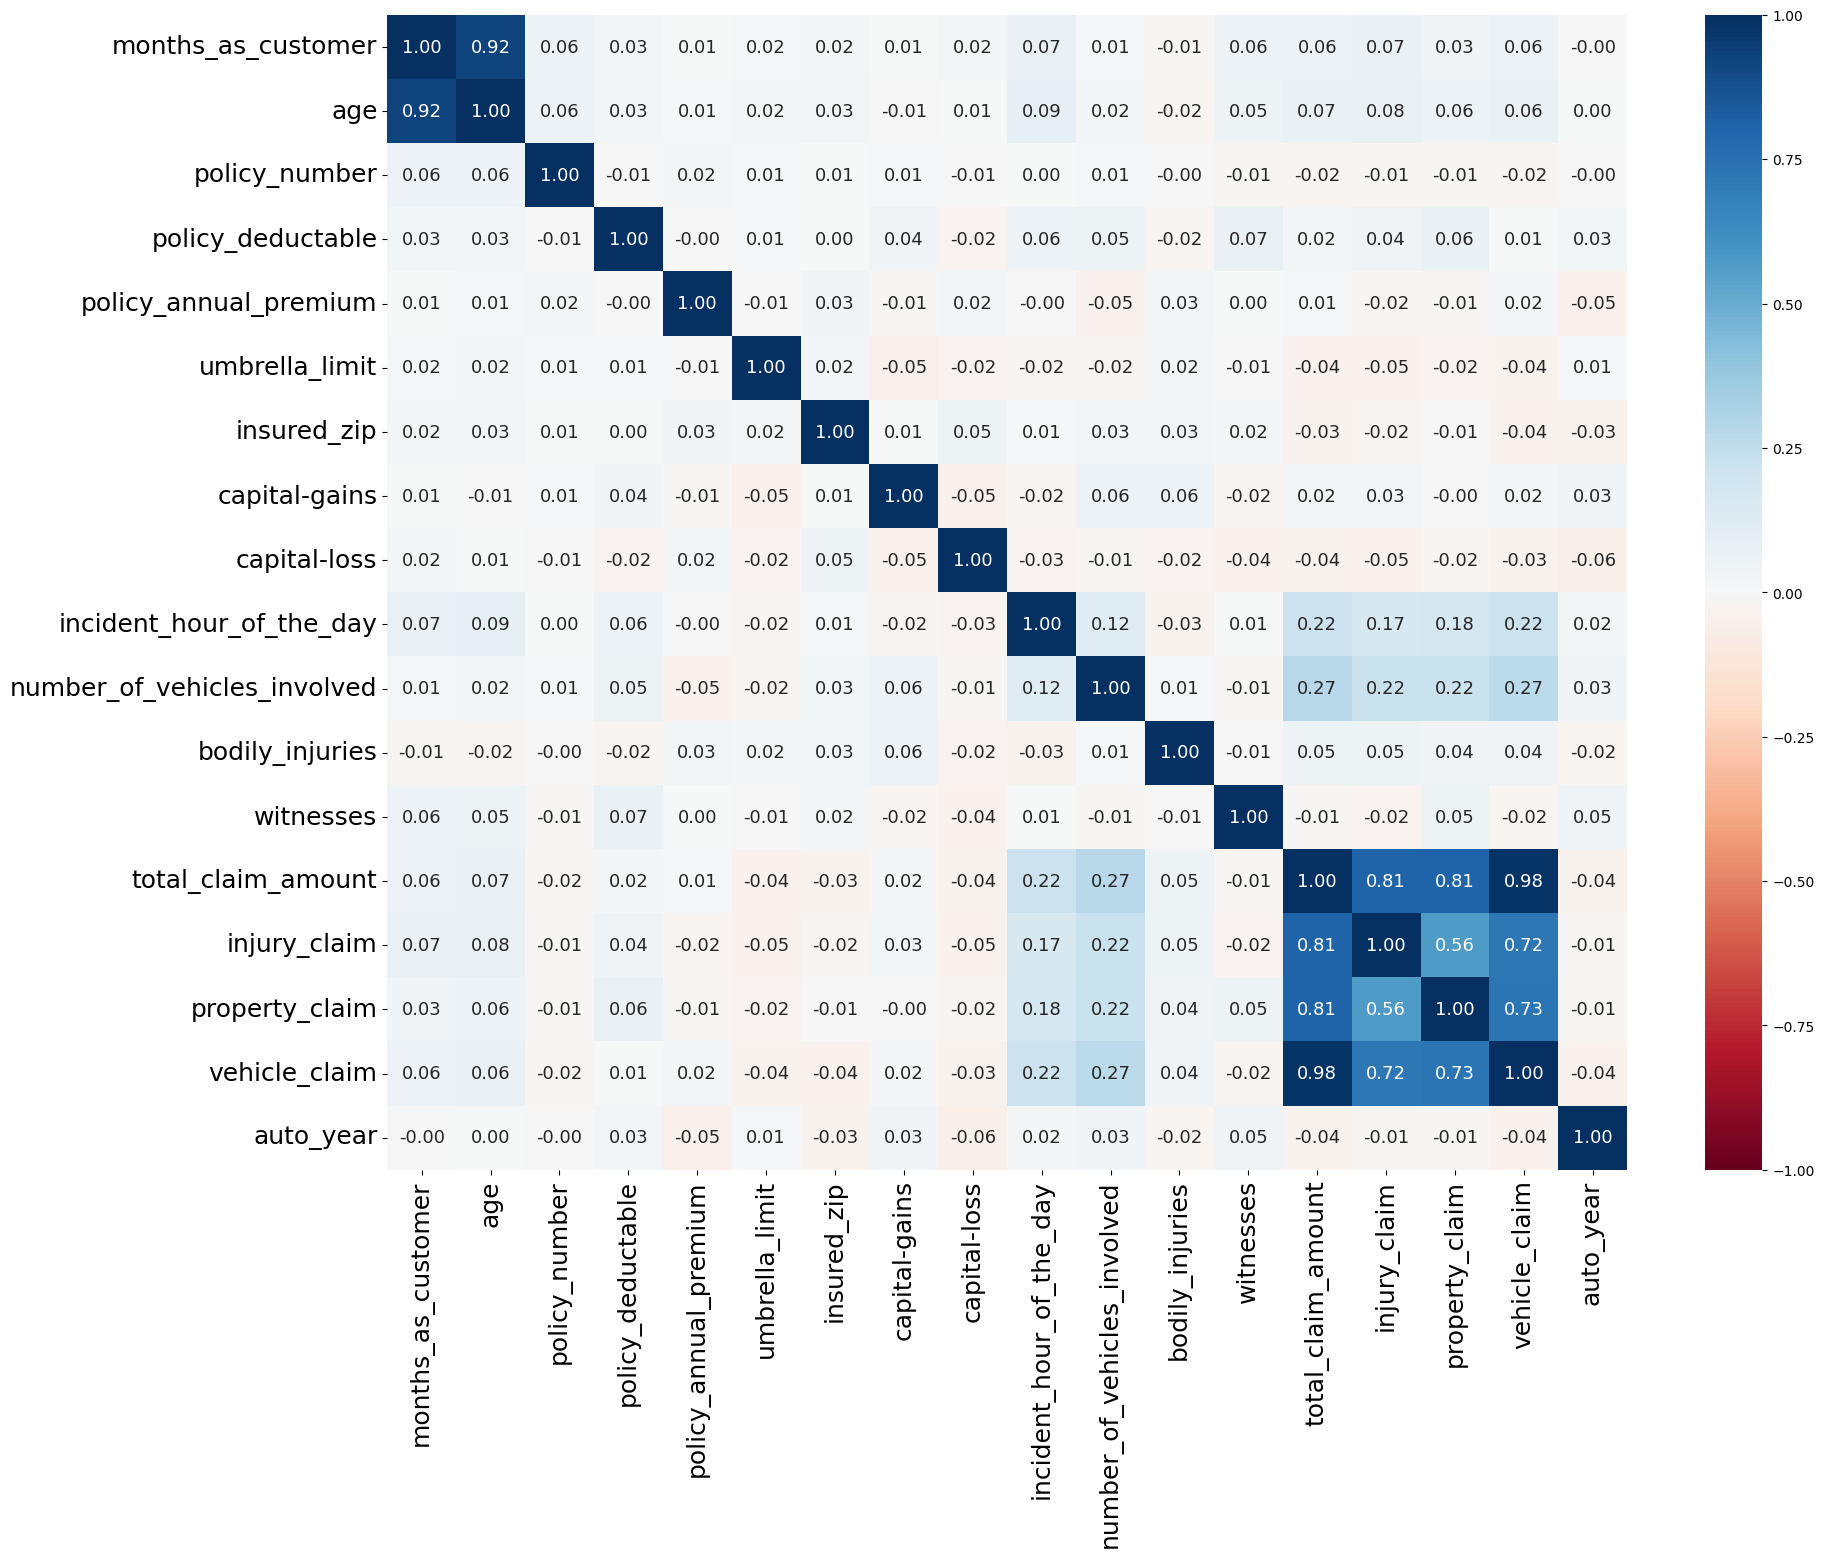 months_as_customer 1.00 0.92 0.06 0.03 0.01 0.02 0.02 0.01 0.02 0.07 0.01 -0.01 0.06 0.06 0.07 0.03 0.06 -0.00
age 0.92 1.00 0.06 0.03 0.01 0.02 0.03 -0.01 0.01 0.09 0.02 -0.02 0.05 0.07 0.08 0.06 0.06 0.00
policy_number 0.06 0.06 1.00 -0.01 0.02 0.01 0.01 0.01 -0.01 0.00 0.01 -0.00 -0.01 -0.02 -0.01 -0.01 -0.02 -0.00
policy_deductable 0.03 0.03 -0.01 1.00 -0.00 0.01 0.00 0.04 -0.02 0.06 0.05 -0.02 0.07 0.02 0.04 0.06 0.01 0.03
policy_annual_premium 0.01 0.01 0.02 -0.00 1.00 -0.01 0.03 -0.01 0.02 -0.00 -0.05 0.03 0.00 0.01 -0.02 -0.01 0.02 -0.05
umbrella_limit 0.02 0.02 0.01 0.01 -0.01 1.00 0.02 -0.05 -0.02 -0.02 -0.02 0.02 -0.01 -0.04 -0.05 -0.02 -0.04 0.01
insured_zip 0.02 0.03 0.01 0.00 0.03 0.02 1.00 0.01 0.05 0.01 0.03 0.03 0.02 -0.03 -0.02 -0.01 -0.04 -0.03
capital-gains 0.01 -0.01 0.01 0.04 -0.01 -0.05 0.01 1.00 -0.05 -0.02 0.06 0.06 -0.02 0.02 0.03 -0.00 0.02 0.03
capital-loss 0.02 0.01 -0.01 -0.02 0.02 -0.02 0.05 -0.05 1.00 -0.03 -0.01 -0.02 -0.04 -0.04 -0.05 -0.02 -0.03 -0.06
incident_hour_of_the_day 0.07 0.09 0.00 0.06 -0.00 -0.02 0.01 -0.02 -0.03 1.00 0.12 -0.03 0.01 0.22 0.17 0.18 0.22 0.02
number_of_vehicles_involved 0.01 0.02 0.01 0.05 -0.05 -0.02 0.03 0.06 -0.01 0.12 1.00 0.01 -0.01 0.27 0.22 0.22 0.27 0.03
bodily_injuries -0.01 -0.02 -0.00 -0.02 0.03 0.02 0.03 0.06 -0.02 -0.03 0.01 1.00 -0.01 0.05 0.05 0.04 0.04 -0.02
witnesses 0.06 0.05 -0.01 0.07 0.00 -0.01 0.02 -0.02 -0.04 0.01 -0.01 -0.01 1.00 -0.01 -0.02 0.05 -0.02 0.05
total_claim_amount 0.06 0.07 -0.02 0.02 0.01 -0.04 -0.03 0.02 -0.04 0.22 0.27 0.05 -0.01 1.00 0.81 0.81 0.98 -0.04
injury_claim 0.07 0.08 -0.01 0.04 -0.02 -0.05 -0.02 0.03 -0.05 0.17 0.22 0.05 -0.02 0.81 1.00 0.56 0.72 -0.01
property_claim 0.03 0.06 -0.01 0.06 -0.01 -0.02 -0.01 -0.00 -0.02 0.18 0.22 0.04 0.05 0.81 0.56 1.00 0.73 -0.01
vehicle_claim 0.06 0.06 -0.02 0.01 0.02 -0.04 -0.04 0.02 -0.03 0.22 0.27 0.04 -0.02 0.98 0.72 0.73 1.00 -0.04
auto_year -0.00 0.00 -0.00 0.03 -0.05 0.01 -0.03 0.03 -0.06 0.02 0.03 -0.02 0.05 -0.04 -0.01 -0.01 -0.04 1.00
months_as_customer
age
policy_number
policy_deductable
policy_annual_premium
umbrella_limit
insured_zip
capital-gains
capital-loss
incident_hour_of_the_day
number_of_vehicles_involved
bodily_injuries
witnesses
total_claim_amount
injury_claim
property_claim
vehicle_claim
auto_year
1.00
0.75
0.50
0.25
0.00
−0.25
−0.50
−0.75
−1.00